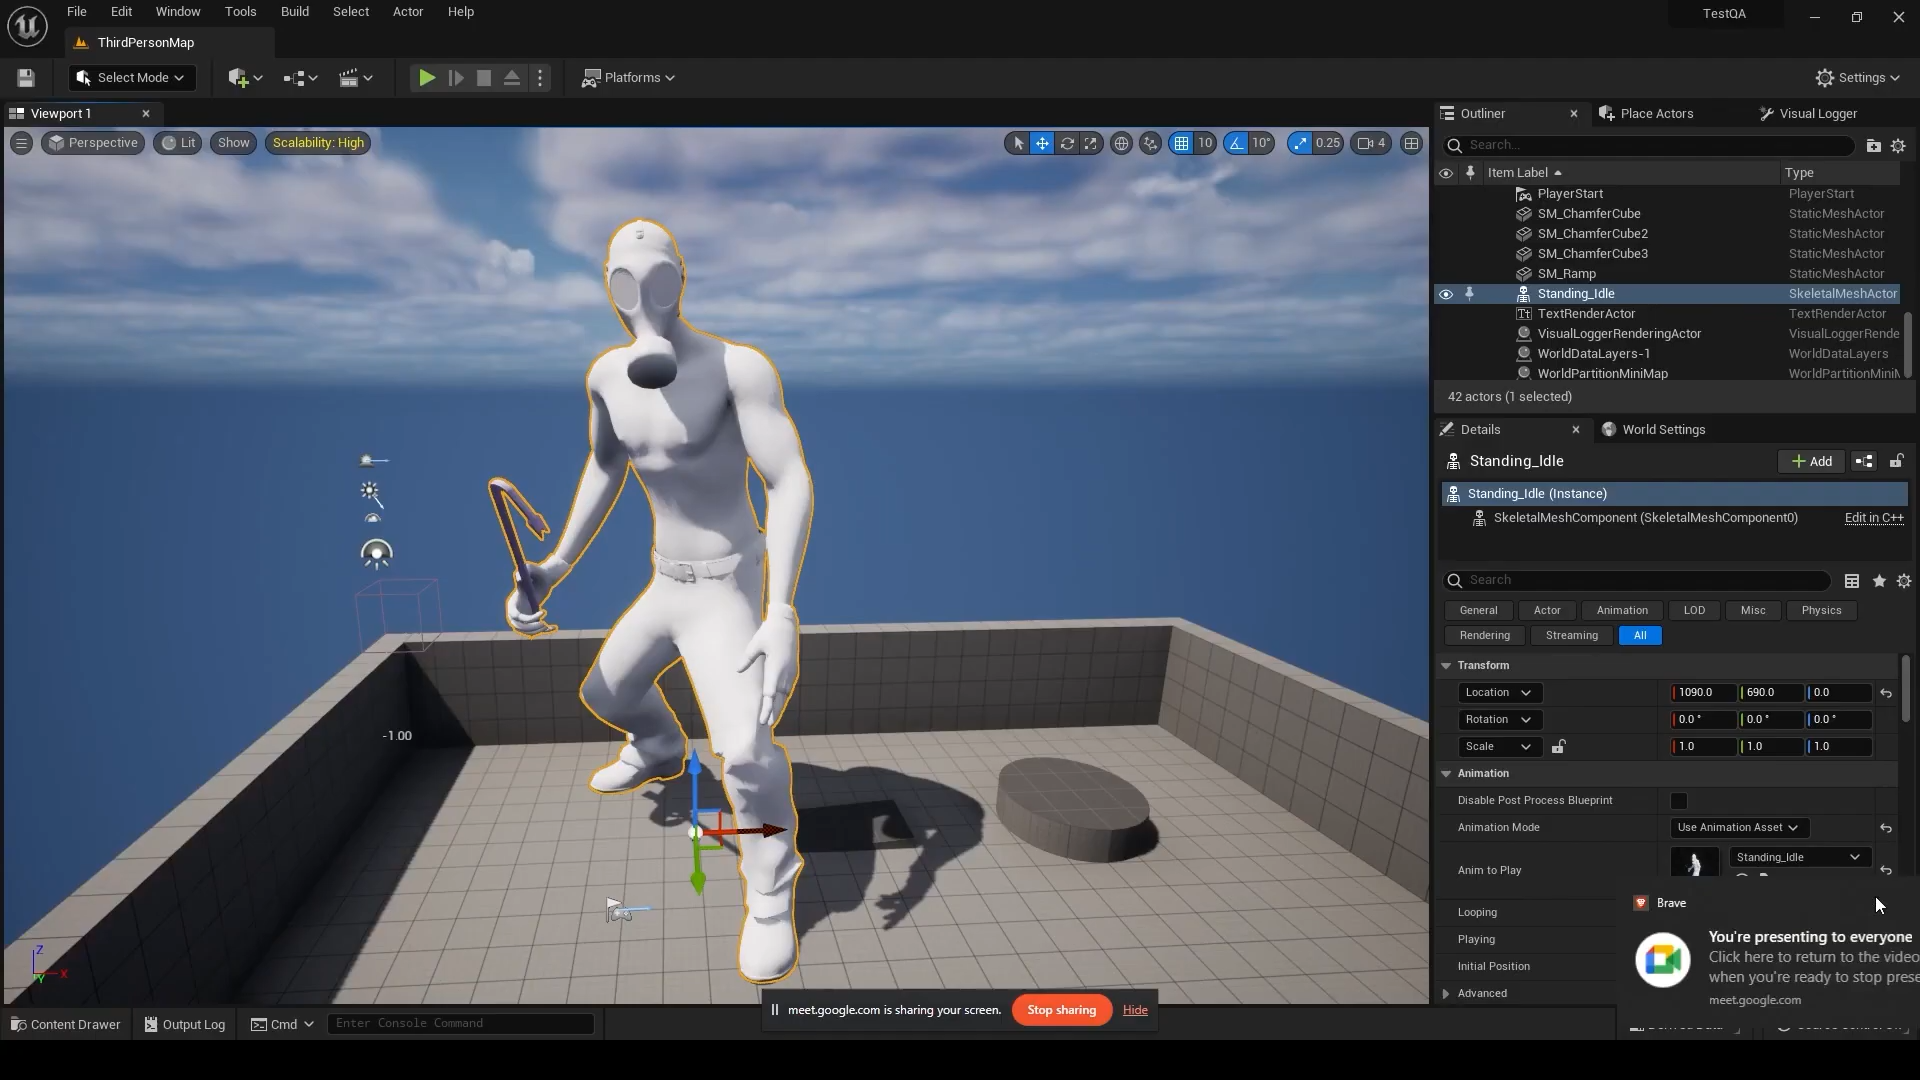 File Edit Window Tools Build Select Actor Help
TestQA
ThirdPersonMap
Select Mode
Platforms
Settings
Viewport 1
Perspective Lit Show Scalability: High
10 10° 0.25 4
-1.00
Z
X
Y
Outliner Place Actors Visual Logger
Search...
Item Label Type
PlayerStart PlayerStart
SM_ChamferCube StaticMeshActor
SM_ChamferCube2 StaticMeshActor
SM_ChamferCube3 StaticMeshActor
SM_Ramp StaticMeshActor
Standing_Idle SkeletalMeshActor
TextRenderActor TextRenderActor
VisualLoggerRenderingActor VisualLoggerRende
WorldDataLayers-1 WorldDataLayers
WorldPartitionMiniMap WorldPartitionMini
42 actors (1 selected)
Details World Settings
Standing_Idle
Add
Standing_Idle (Instance)
SkeletalMeshComponent (SkeletalMeshComponent0) Edit in C++
Search
General Actor Animation LOD Misc Physics
Rendering Streaming All
Transform
Location 1090.0 690.0 0.0
Rotation 0.0 ° 0.0 ° 0.0 °
Scale 1.0 1.0 1.0
Animation
Disable Post Process Blueprint
Animation Mode Use Animation Asset
Anim to Play Standing_Idle
Looping
Playing
Initial Position
Advanced
Brave
You're presenting to everyone
Click here to return to the video
when you're ready to stop prese
meet.google.com
meet.google.com is sharing your screen. Stop sharing Hide
Content Drawer Output Log Cmd Enter Console Command